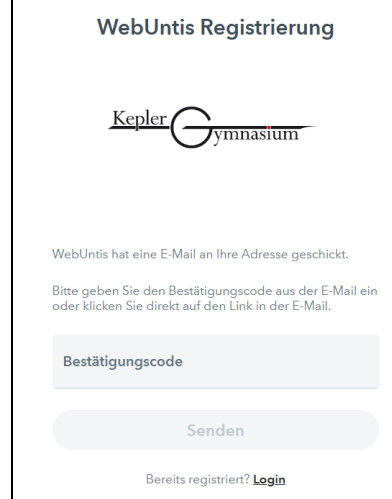 WebUntis Registrierung
Kepler Gymnasium
WebUntis hat eine E-Mail an Ihre Adresse geschickt.
Bitte geben Sie den Bestätigungscode aus der E-Mail ein
oder klicken Sie direkt auf den Link in der E-Mail.
Bestätigungscode
Senden
Bereits registriert? Login